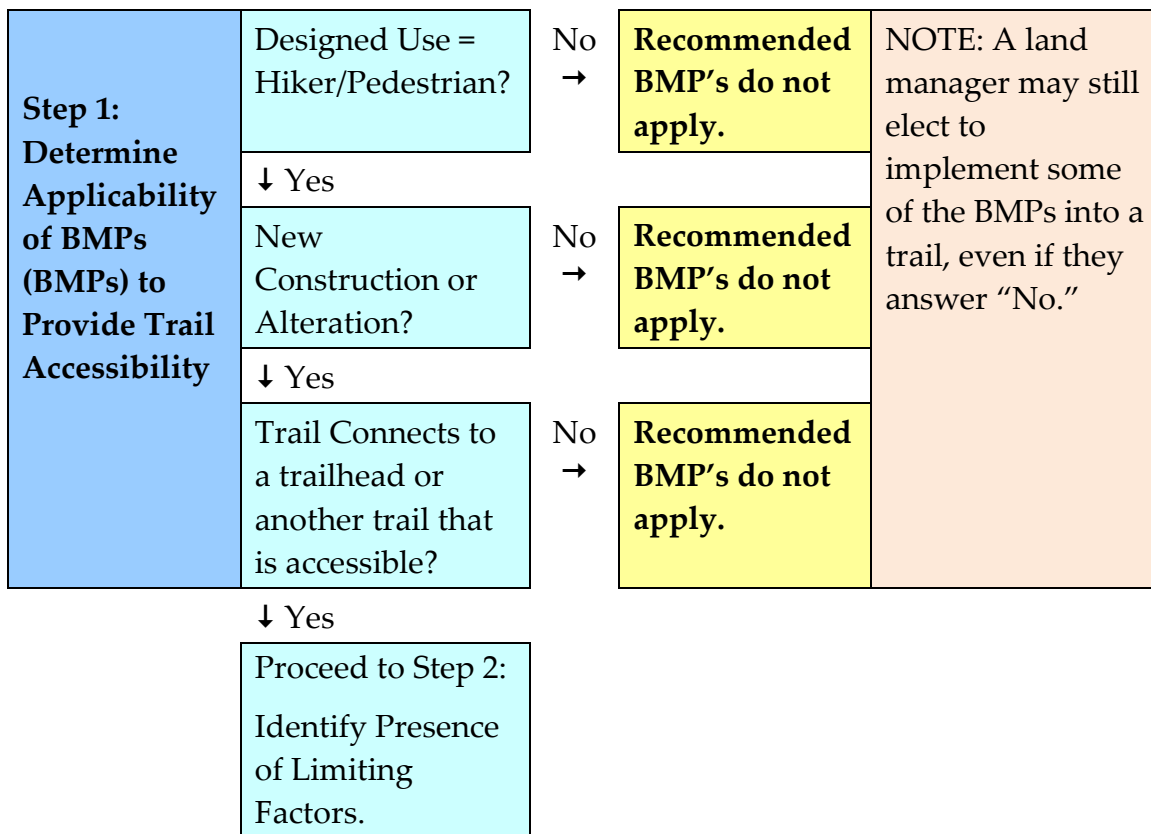 Step 1:
Determine
Applicability
of BMPs
(BMPs) to
Provide Trail
Accessibility
Designed Use =
Hiker/Pedestrian?
No
→
Recommended
BMP’s do not
apply.
NOTE: A land
manager may still
elect to
implement some
of the BMPs into a
trail, even if they
answer “No.”
↓ Yes
New
Construction or
Alteration?
No
→
Recommended
BMP’s do not
apply.
↓ Yes
Trail Connects to
a trailhead or
another trail that
is accessible?
No
→
Recommended
BMP’s do not
apply.
↓ Yes
Proceed to Step 2:
Identify Presence
of Limiting
Factors.